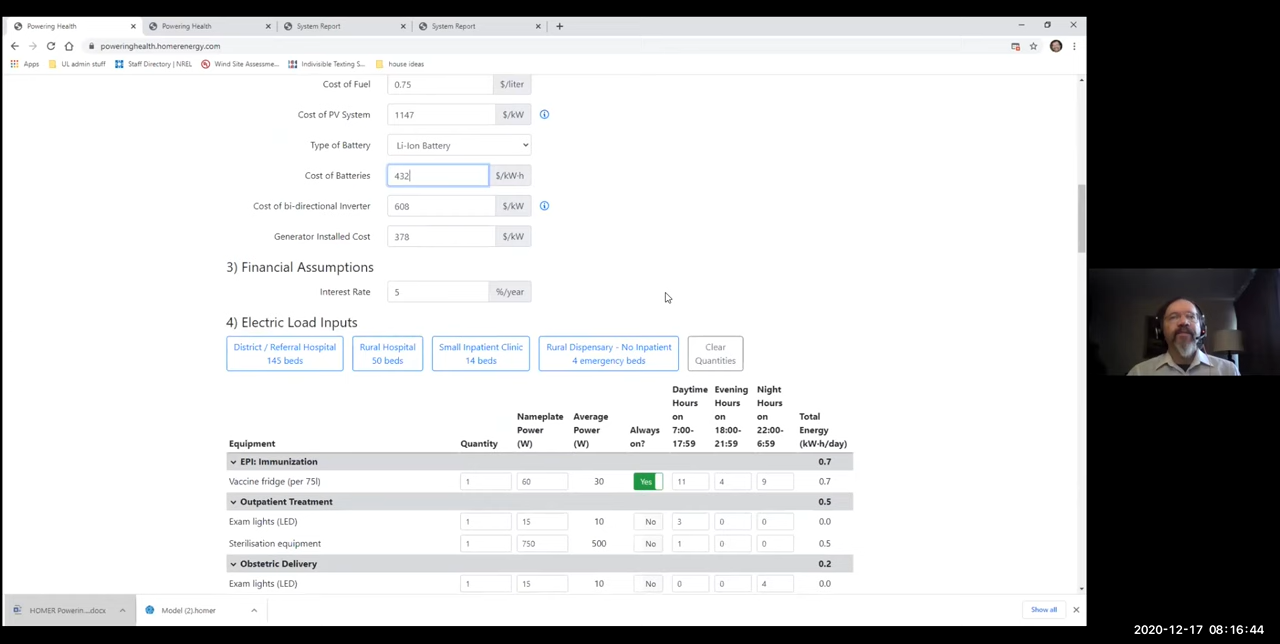 Powering Health
Powering Health
System Report
System Report
poweringhealth.homerenergy.com
Apps
UL admin stuff
Staff Directory | NREL
Wind Site Assessme...
Indivisible Texting S...
house ideas
Cost of Fuel 0.75 $/liter
Cost of PV System 1147 $/kW
Type of Battery Li-Ion Battery
Cost of Batteries 432 $/kW-h
Cost of bi-directional Inverter 608 $/kW
Generator Installed Cost 378 $/kW
3) Financial Assumptions
Interest Rate 5 %/year
4) Electric Load Inputs
District / Referral Hospital
145 beds
Rural Hospital
50 beds
Small Inpatient Clinic
14 beds
Rural Dispensary - No Inpatient
4 emergency beds
Clear
Quantities
Equipment
Quantity
Nameplate
Power
(W)
Average
Power
(W)
Always
on?
Daytime
Hours
on
7:00-
17:59
Evening
Hours
on
18:00-
21:59
Night
Hours
on
22:00-
6:59
Total
Energy
(kW·h/day)
EPI: Immunization 0.7
Vaccine fridge (per 75l) 1 60 30 Yes 11 4 9 0.7
Outpatient Treatment 0.5
Exam lights (LED) 1 15 10 No 3 0 0 0.0
Sterilisation equipment 1 750 500 No 1 0 0 0.5
Obstetric Delivery 0.2
Exam lights (LED) 1 15 10 No 0 0 4 0.0
HOMER Powerin....docx
Model (2).homer
Show all
2020-12-17 08:16:44